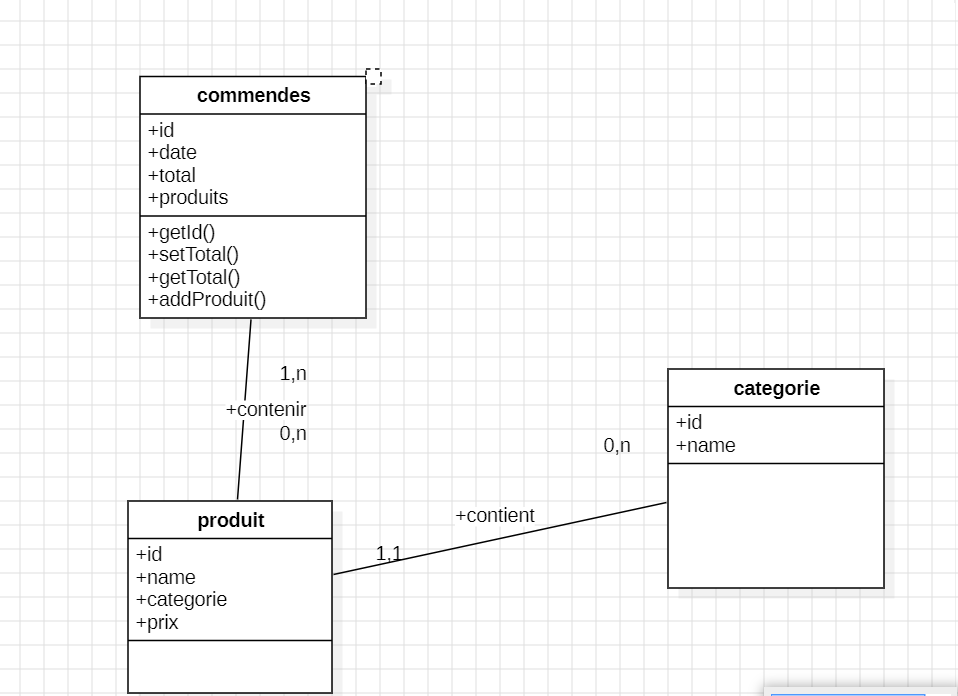 commendes
+id
+date
+total
+produits
+getId()
+setTotal()
+getTotal()
+addProduit()
1,n
+contenir
0,n
categorie
+id
+name
0,n
+contient
1,1
produit
+id
+name
+categorie
+prix